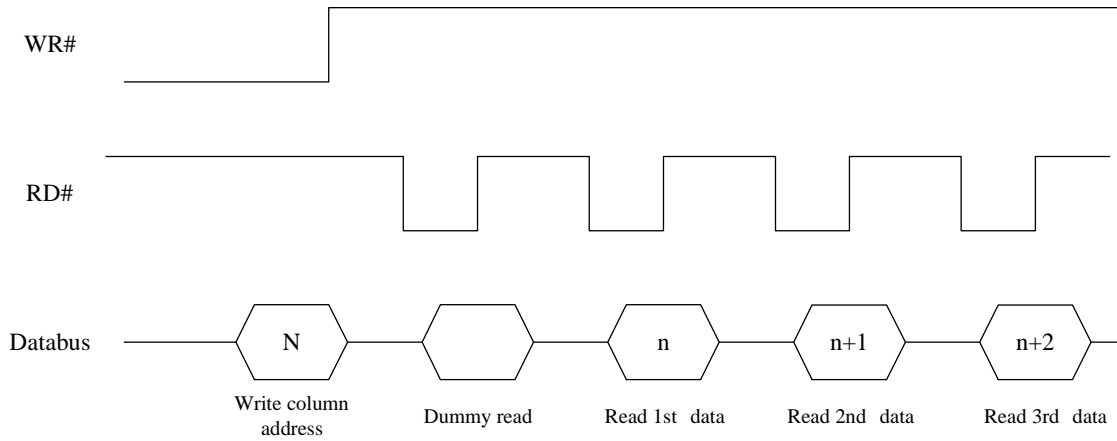 WR#
RD#
Databus
N
n
n+1
n+2
Write column
address
Dummy read
Read 1st data
Read 2nd data
Read 3rd data